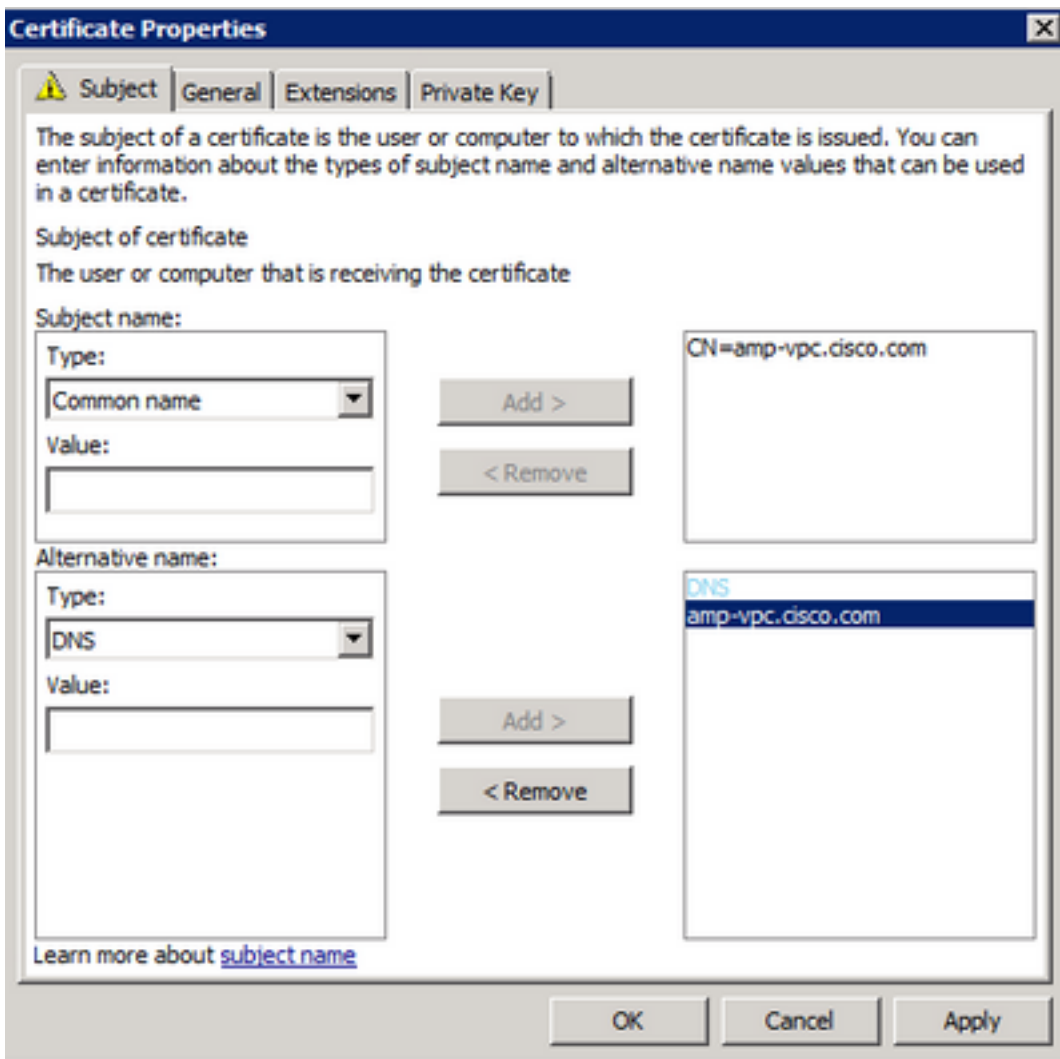 Certificate Properties
Subject General Extensions Private Key
The subject of a certificate is the user or computer to which the certificate is issued. You can
enter information about the types of subject name and alternative name values that can be used
in a certificate.
Subject of certificate
The user or computer that is receiving the certificate
Subject name:
Type:
Common name
Value:
Add >
< Remove
CN=amp-vpc.cisco.com
Alternative name:
Type:
DNS
Value:
Add >
< Remove
DNS
amp-vpc.cisco.com
Learn more about subject name
OK Cancel Apply